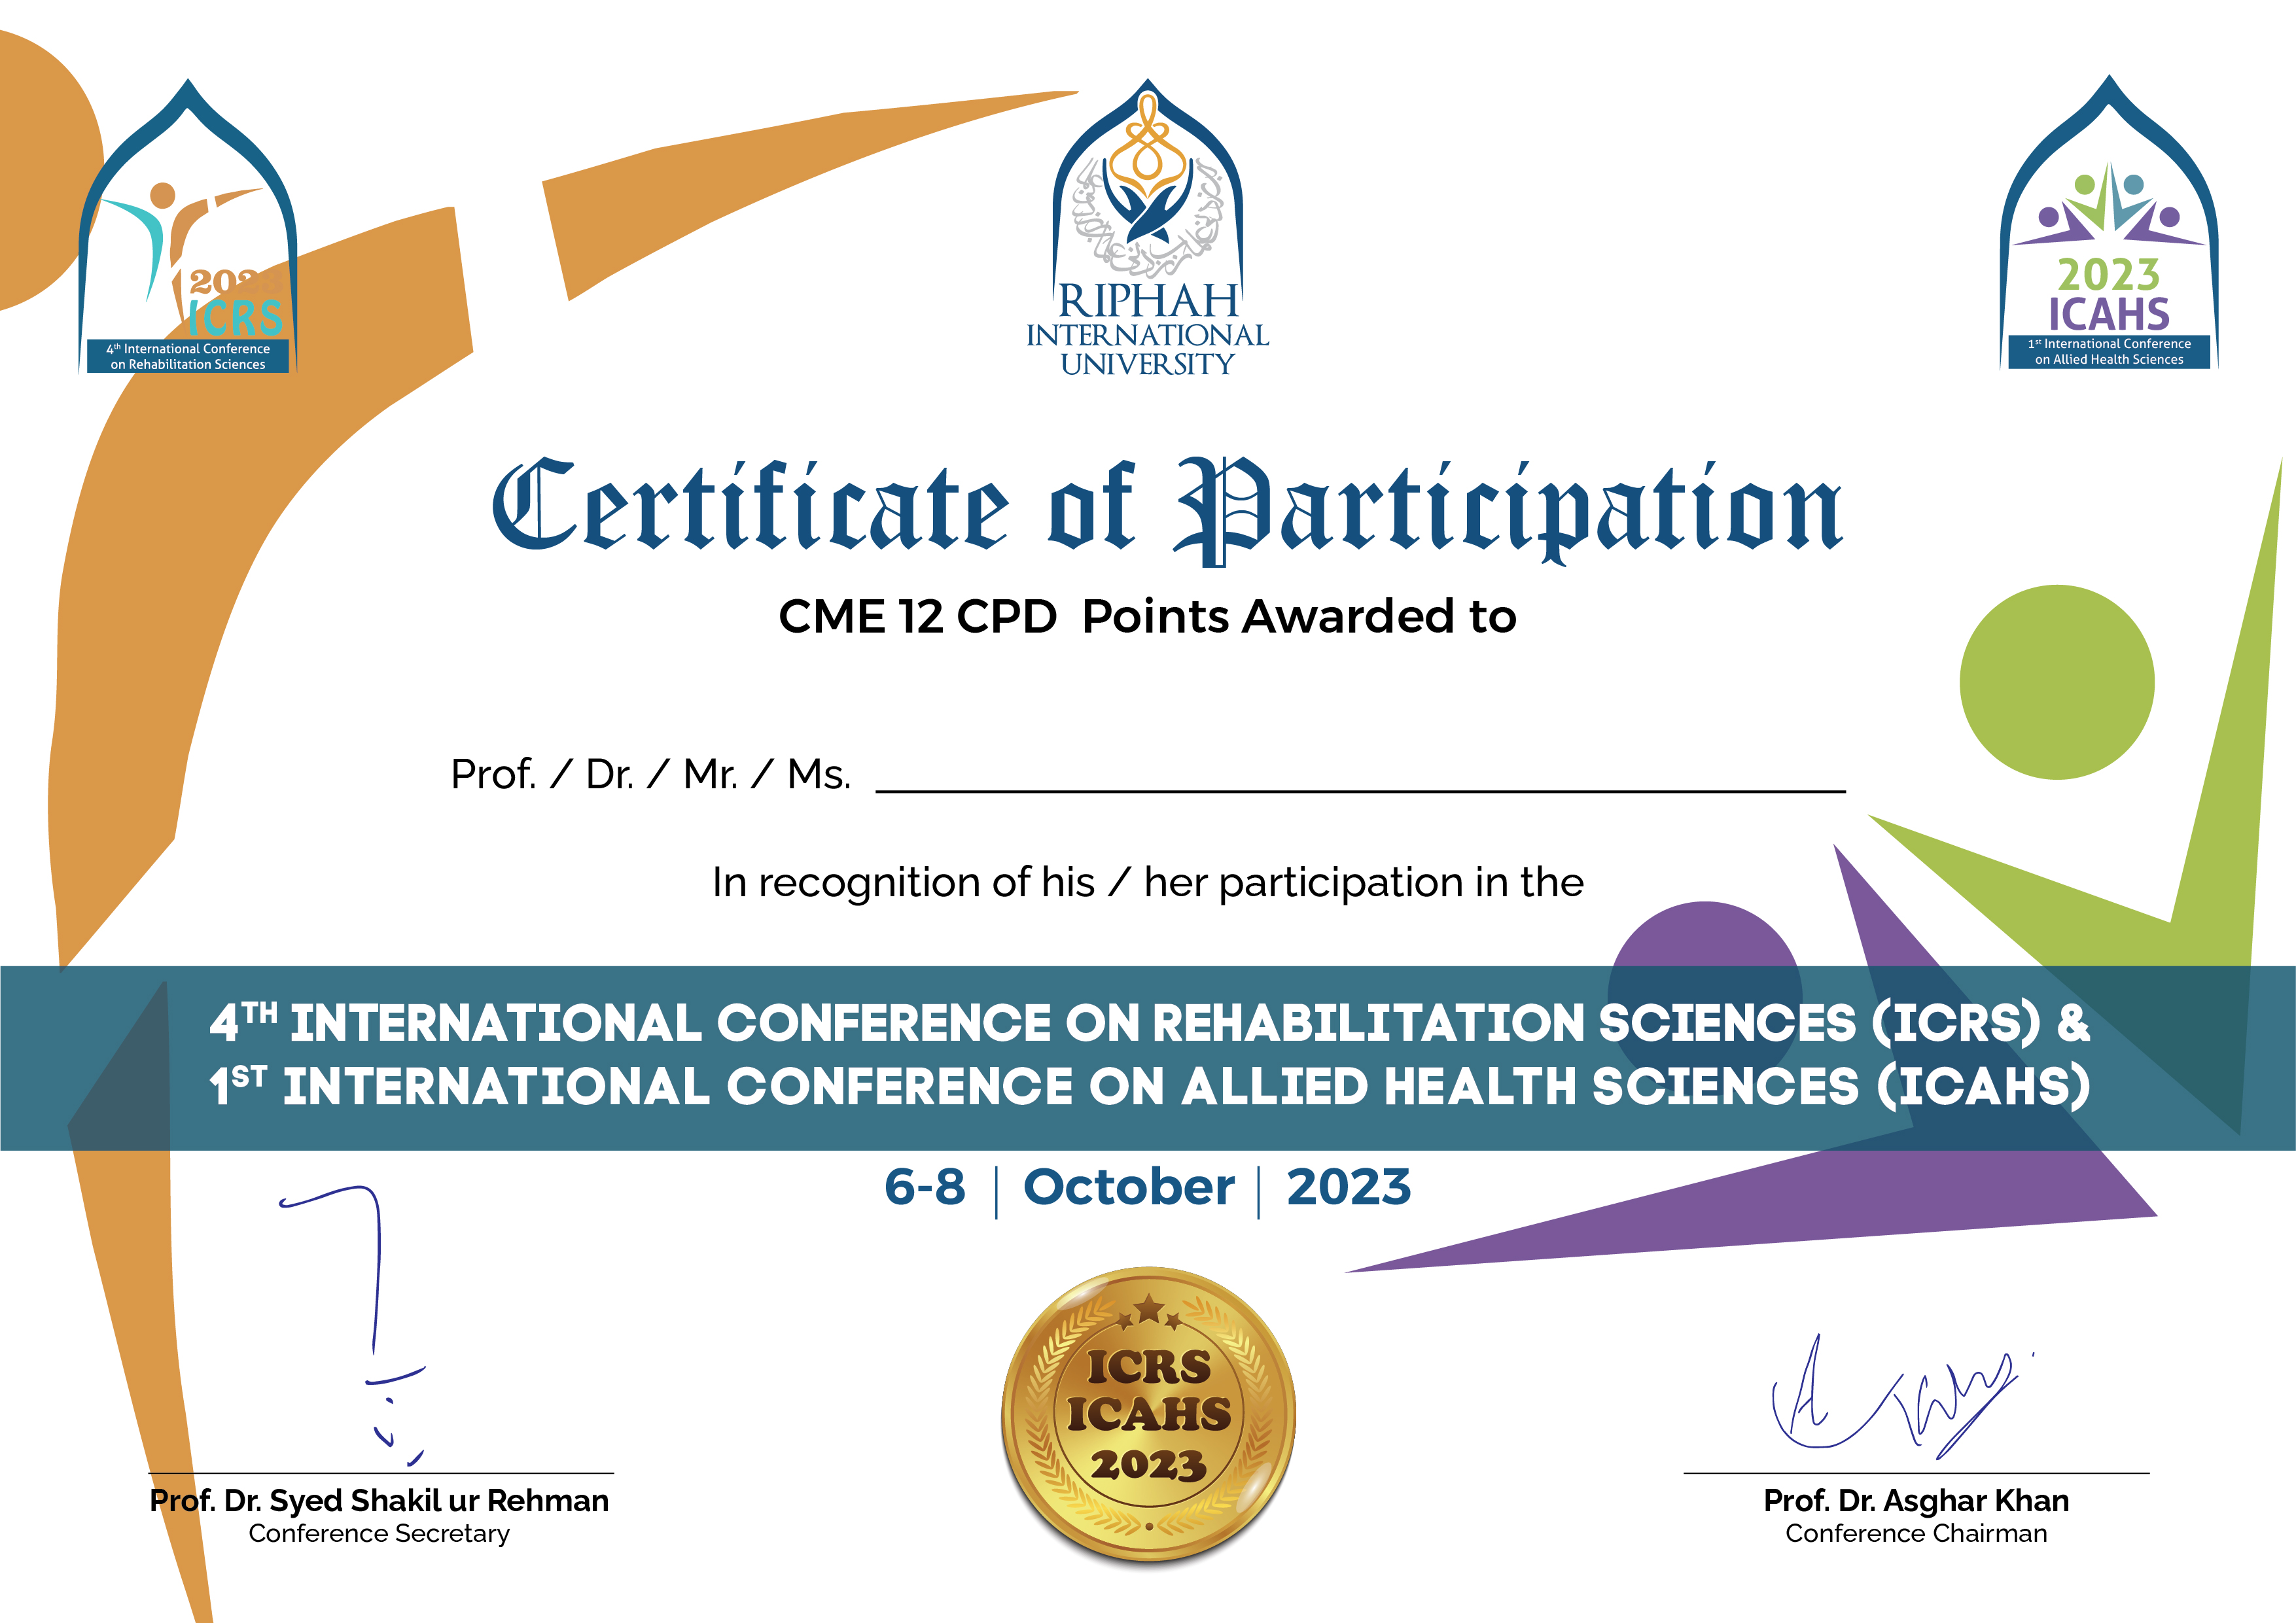 2023
ICRS
4th International Conference
on Rehabilitation Sciences
RIPHAH
INTERNATIONAL
UNIVERSITY
2023
ICAHS
1st International Conference
on Allied Health Sciences
Certificate of Participation
CME 12 CPD Points Awarded to
Prof. / Dr. / Mr. / Ms.
In recognition of his / her participation in the
4TH INTERNATIONAL CONFERENCE ON REHABILITATION SCIENCES (ICRS) &
1ST INTERNATIONAL CONFERENCE ON ALLIED HEALTH SCIENCES (ICAHS)
6-8 | October | 2023
ICRS
ICAHS
2023
Prof. Dr. Syed Shakil ur Rehman
Conference Secretary
Prof. Dr. Asghar Khan
Conference Chairman